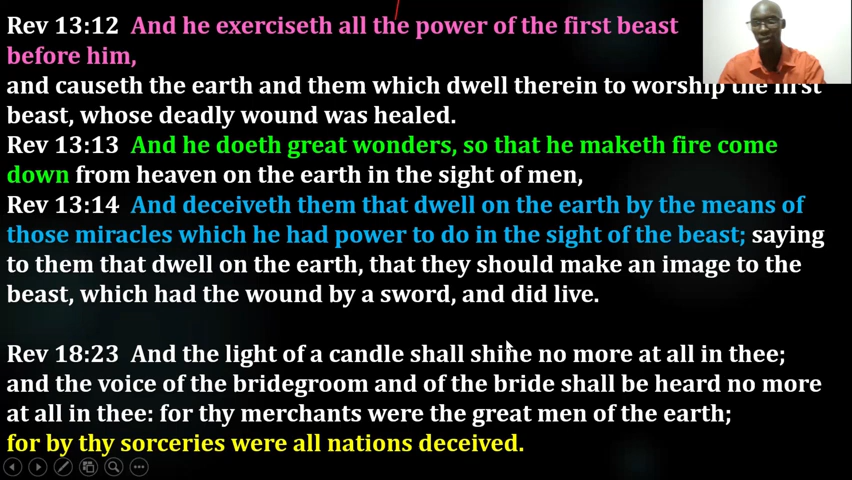 Rev 13:12 And he exerciseth all the power of the first beast
before him,
and causeth the earth and them which dwell therein to worship the first
beast, whose deadly wound was healed.
Rev 13:13 And he doeth great wonders, so that he maketh fire come
down from heaven on the earth in the sight of men,
Rev 13:14 And deceiveth them that dwell on the earth by the means of
those miracles which he had power to do in the sight of the beast; saying
to them that dwell on the earth, that they should make an image to the
beast, which had the wound by a sword, and did live.
Rev 18:23 And the light of a candle shall shine no more at all in thee;
and the voice of the bridegroom and of the bride shall be heard no more
at all in thee: for thy merchants were the great men of the earth;
for by thy sorceries were all nations deceived.